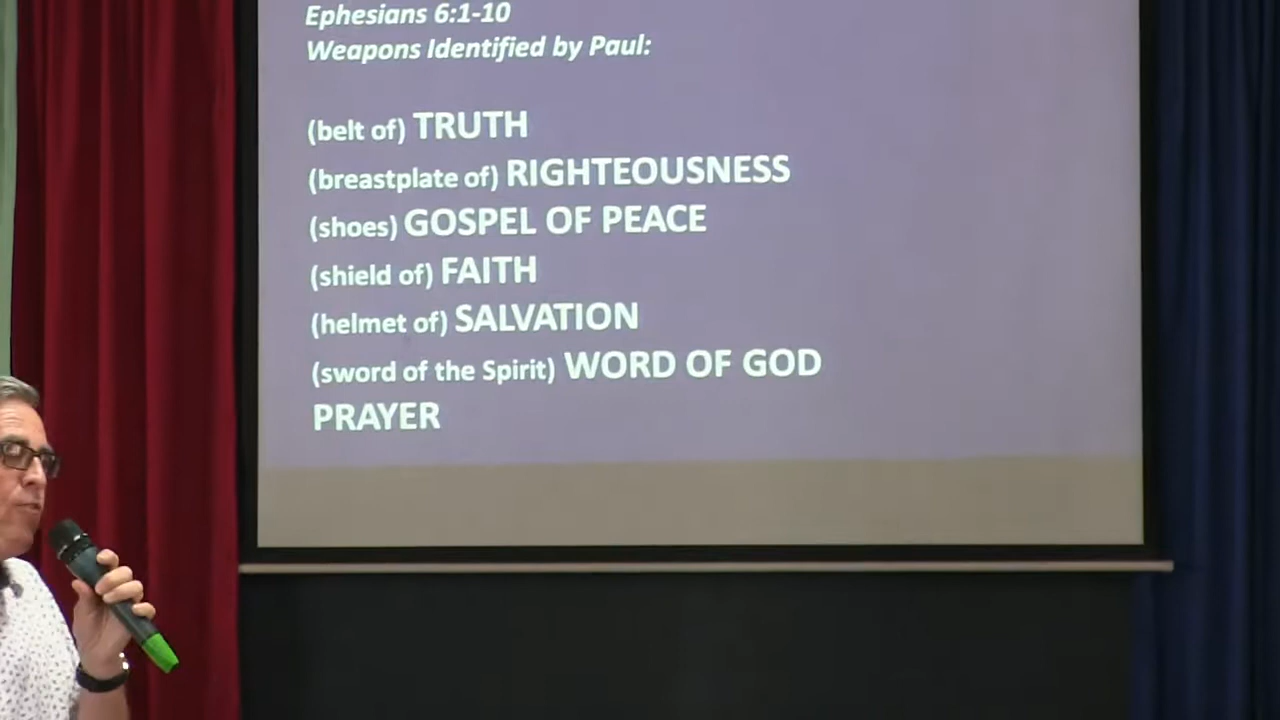 Ephesians 6:1-10
Weapons Identified by Paul:
(belt of) TRUTH
(breastplate of) RIGHTEOUSNESS
(shoes) GOSPEL OF PEACE
(shield of) FAITH
(helmet of) SALVATION
(sword of the Spirit) WORD OF GOD
PRAYER